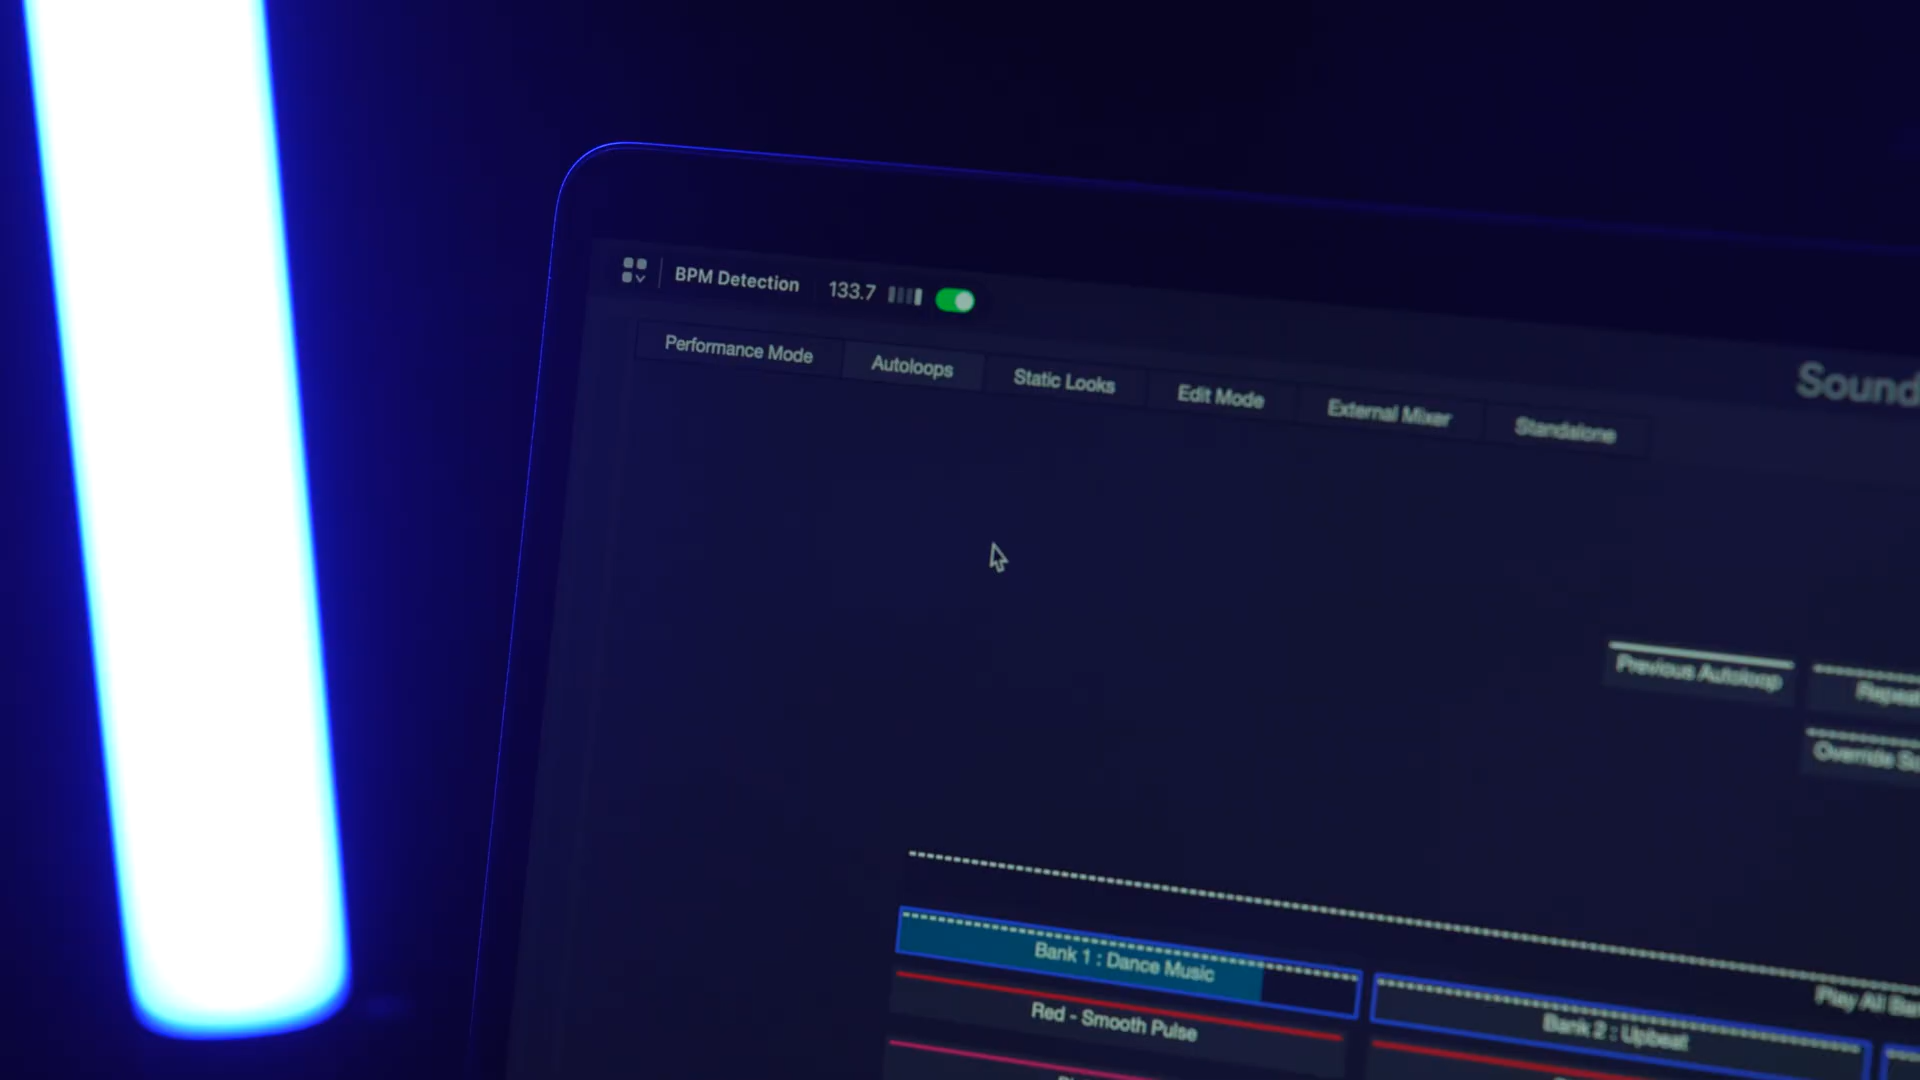 BPM Detection 133.7
Performance Mode Autoloops Static Looks Edit Mode External Mixer Standalone
Sound
Previous Autoloop Repeat
Override
Bank 1 : Dance Music
Play All
Bank 2 : Upbeat
Red - Smooth Pulse